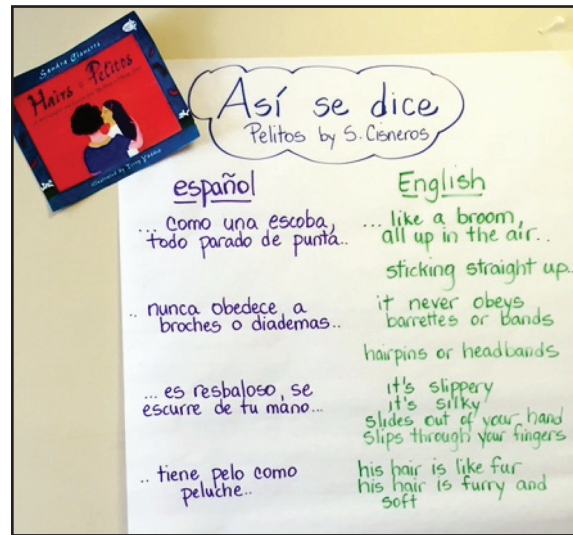 Sandra Cisneros
Hairs Pelitos
illustrated by Terry Ybáñez
Así se dice
Pelitos by S. Cisneros
español
... como una escoba,
todo parado de punta..
.. nunca obedece a
broches o diademas..
... es resbaloso, se
escurre de tu mano...
.. tiene pelo como
peluche..
English
... like a broom,
all up in the air..
sticking straight up..
it never obeys
barrettes or bands
hairpins or headbands
it's slippery
it's silky
slides out of your hand
slips through your fingers
his hair is like fur
his hair is furry and
soft